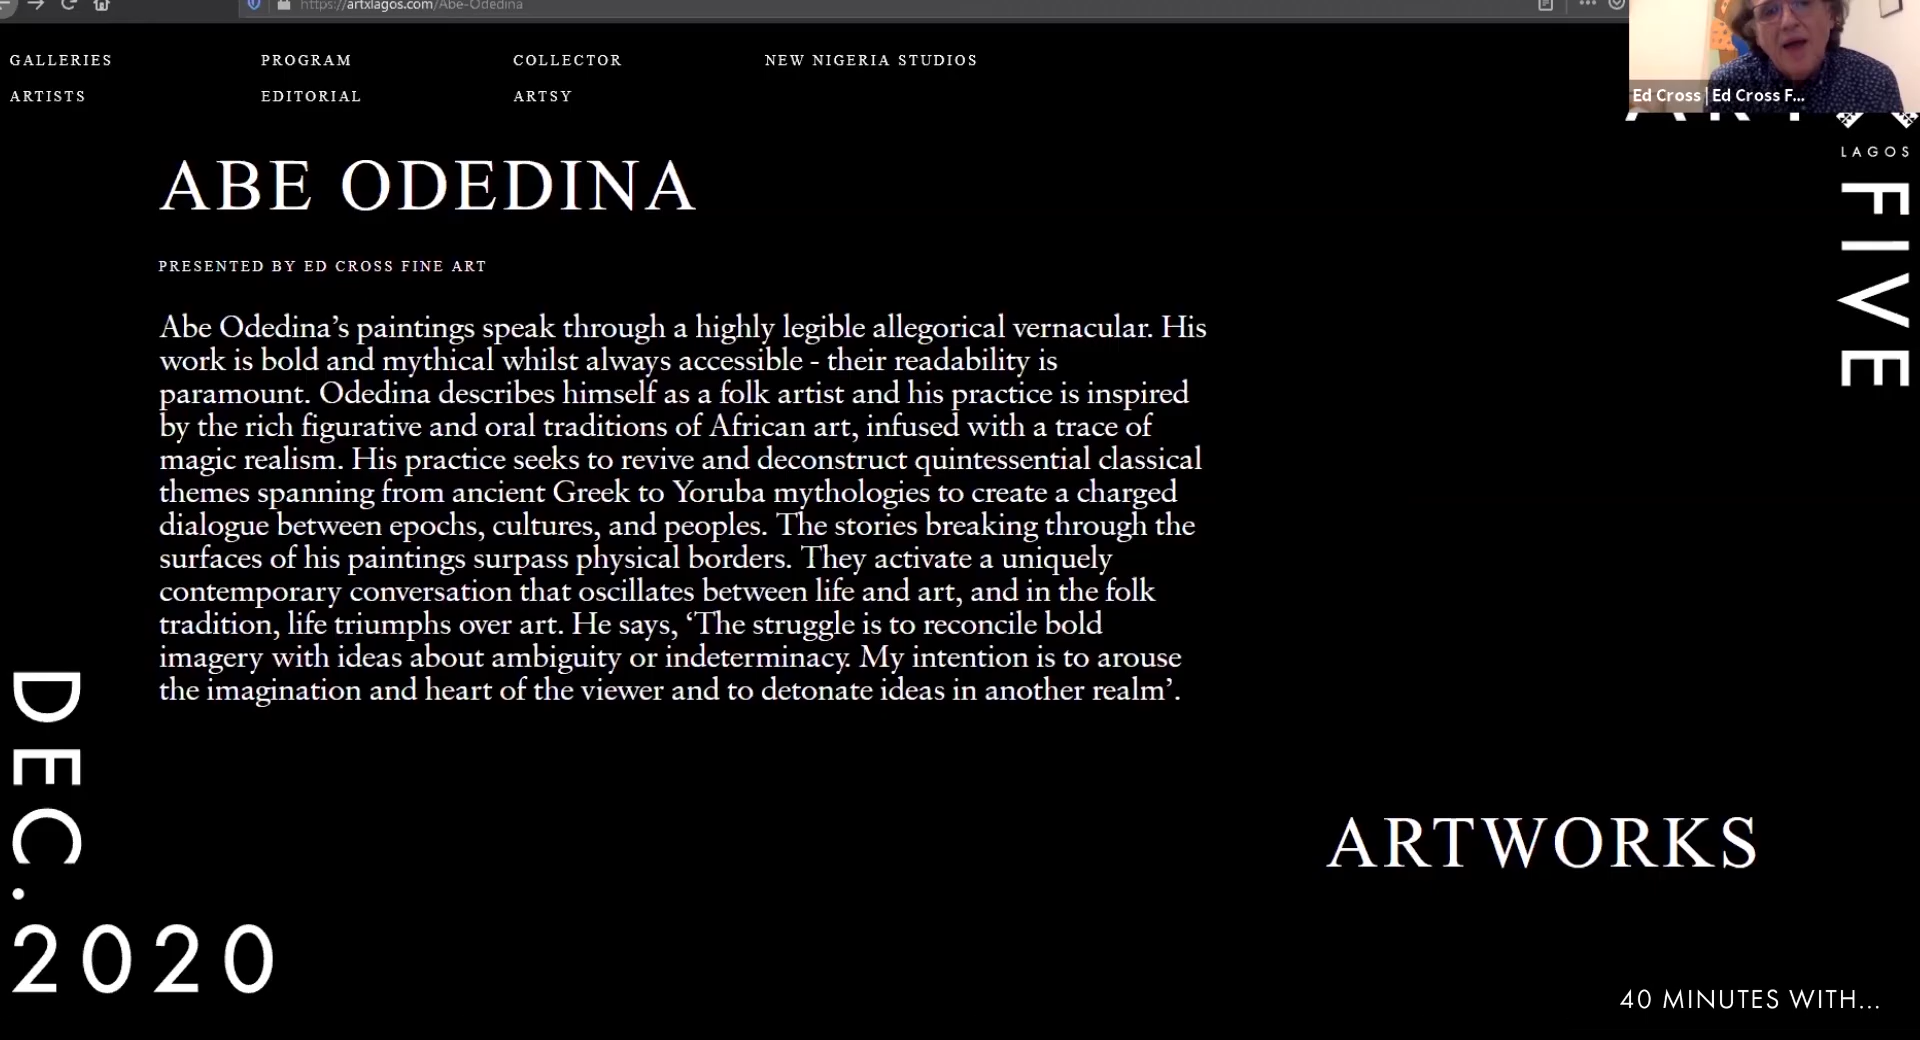 https://artxlagos.com/Abe-Odedina
GALLERIES
PROGRAM
COLLECTOR
NEW NIGERIA STUDIOS
ARTISTS
EDITORIAL
ARTSY
Ed Cross | Ed Cross F...
LAGOS
FIVE
ABE ODEDINA
PRESENTED BY ED CROSS FINE ART
Abe Odedina’s paintings speak through a highly legible allegorical vernacular. His
work is bold and mythical whilst always accessible - their readability is
paramount. Odedina describes himself as a folk artist and his practice is inspired
by the rich figurative and oral traditions of African art, infused with a trace of
magic realism. His practice seeks to revive and deconstruct quintessential classical
themes spanning from ancient Greek to Yoruba mythologies to create a charged
dialogue between epochs, cultures, and peoples. The stories breaking through the
surfaces of his paintings surpass physical borders. They activate a uniquely
contemporary conversation that oscillates between life and art, and in the folk
tradition, life triumphs over art. He says, ‘The struggle is to reconcile bold
imagery with ideas about ambiguity or indeterminacy. My intention is to arouse
the imagination and heart of the viewer and to detonate ideas in another realm’.
ARTWORKS
DEC.
2020
40 MINUTES WITH...